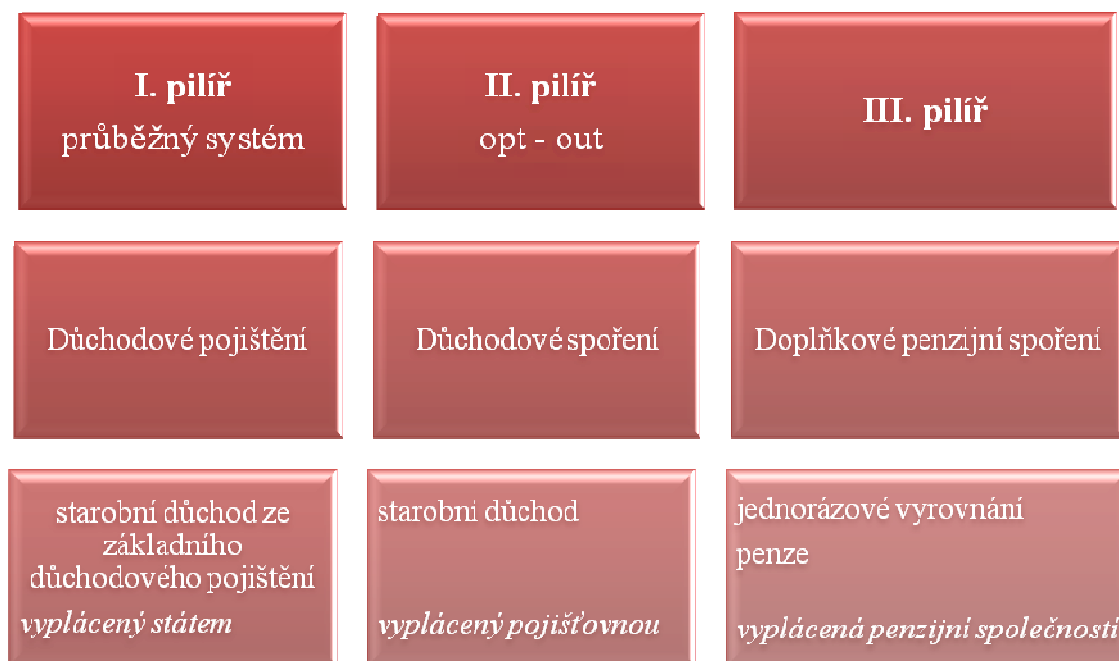 I. pilíř
průběžný systém
II. pilíř
opt - out
III. pilíř
Důchodové pojištění
Důchodové spoření
Doplňkové penzijní spoření
starobní důchod ze
základního
důchodového pojištění
vyplácený státem
starobní důchod
vyplácený pojišťovnou
jednorázové vyrovnání
penze
vyplácená penzijní společností